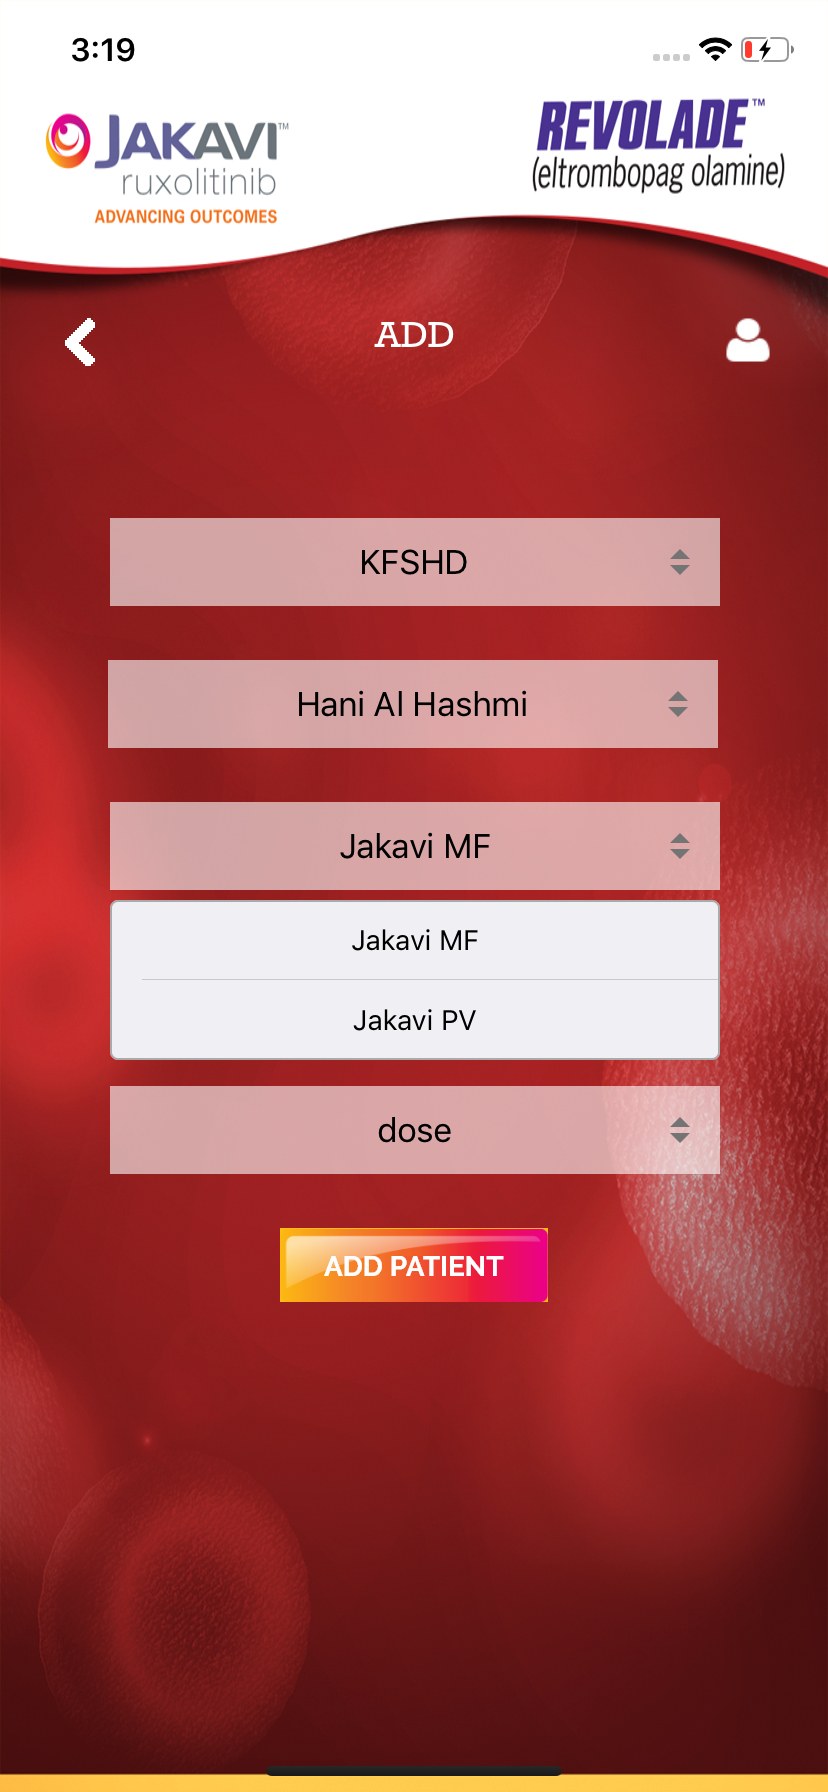 3:19
JAKAVI™
ruxolitinib
ADVANCING OUTCOMES
REVOLADE™
(eltrombopag olamine)
ADD
KFSHD
Hani Al Hashmi
Jakavi MF
Jakavi MF
Jakavi PV
dose
ADD PATIENT